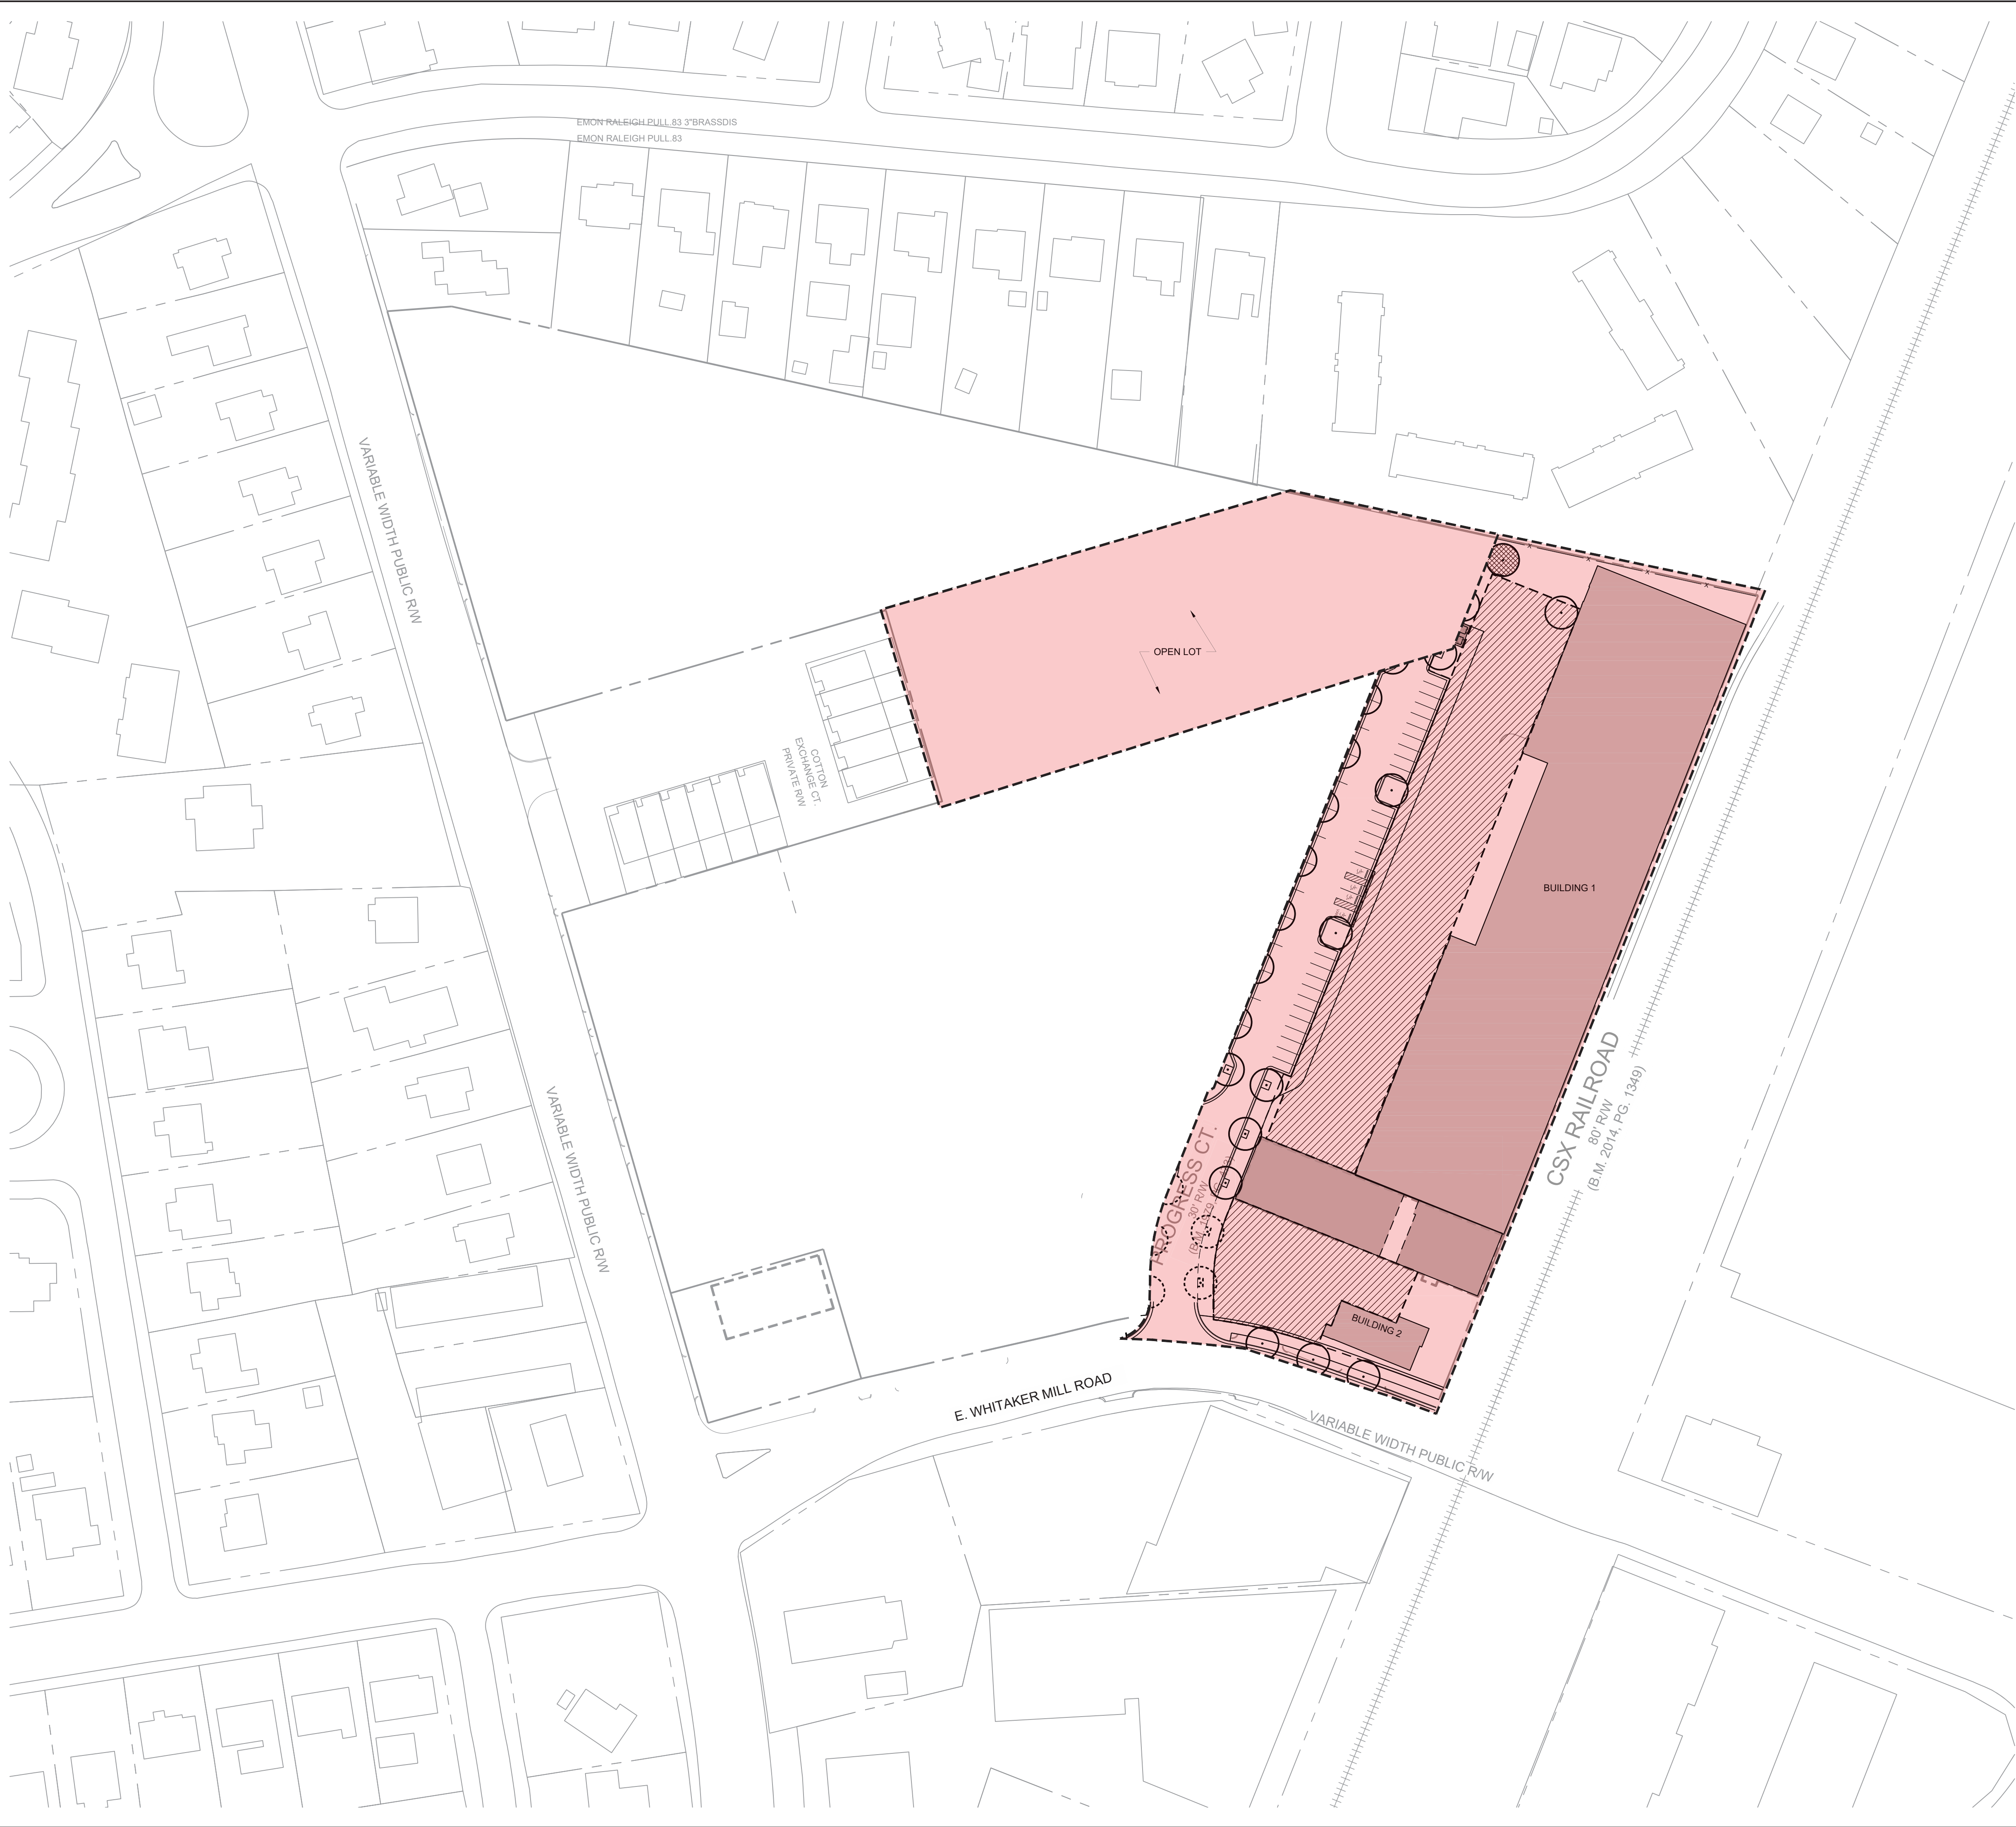 EMON RALEIGH PULL.83 3"BRASSDIS
EMON RALEIGH PULL.83
VARIABLE WIDTH PUBLIC R/W
OPEN LOT
COTTON
EXCHANGE CT.
PRIVATE R/W
BUILDING 1
VARIABLE WIDTH PUBLIC R/W
CSX RAILROAD
80' R/W
(B.M. 2014, PG. 1349)
PROGRESS CT.
30' R/W
BUILDING 2
E. WHITAKER MILL ROAD
VARIABLE WIDTH PUBLIC R/W